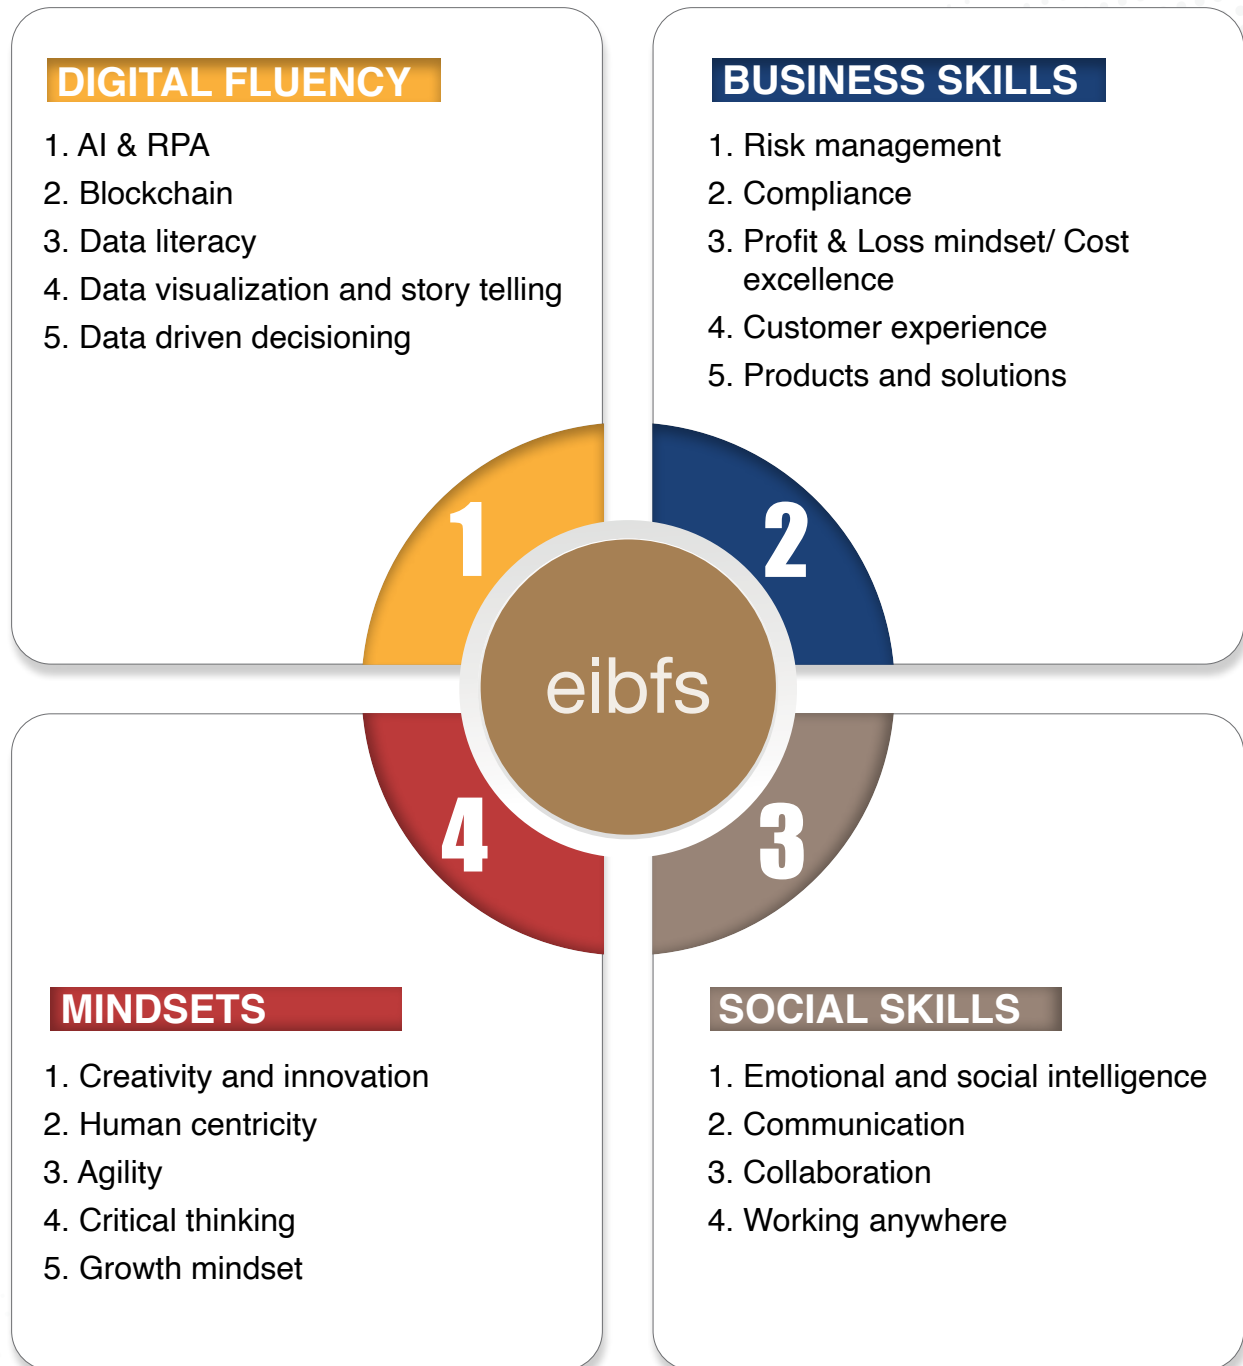 DIGITAL FLUENCY
1. AI & RPA
2. Blockchain
3. Data literacy
4. Data visualization and story telling
5. Data driven decisioning
BUSINESS SKILLS
1. Risk management
2. Compliance
3. Profit & Loss mindset/ Cost
excellence
4. Customer experience
5. Products and solutions
1
2
eibfs
4
3
MINDSETS
1. Creativity and innovation
2. Human centricity
3. Agility
4. Critical thinking
5. Growth mindset
SOCIAL SKILLS
1. Emotional and social intelligence
2. Communication
3. Collaboration
4. Working anywhere